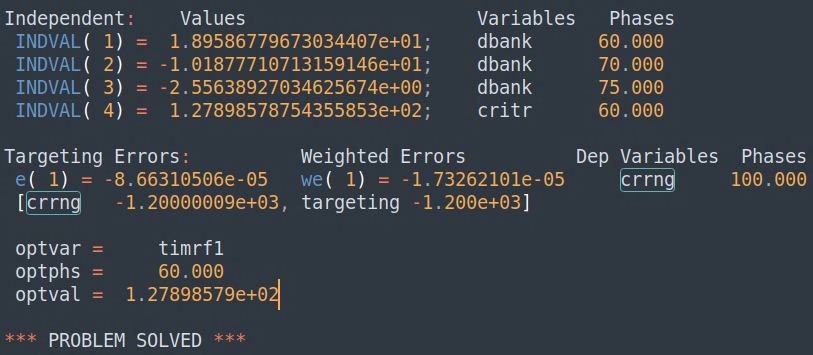 Independent: Values Variables Phases
INDVAL( 1) = 1.89586779673034407e+01; dbank 60.000
INDVAL( 2) = -1.01877710713159146e+01; dbank 70.000
INDVAL( 3) = -2.55638927034625674e+00; dbank 75.000
INDVAL( 4) = 1.27898578754355853e+02; critr 60.000
Targeting Errors: Weighted Errors Dep Variables Phases
e( 1) = -8.66310506e-05 we( 1) = -1.73262101e-05 crrng 100.000
[crrng -1.20000009e+03, targeting -1.200e+03]
optvar = timrf1
optphs = 60.000
optval = 1.27898579e+02
*** PROBLEM SOLVED ***